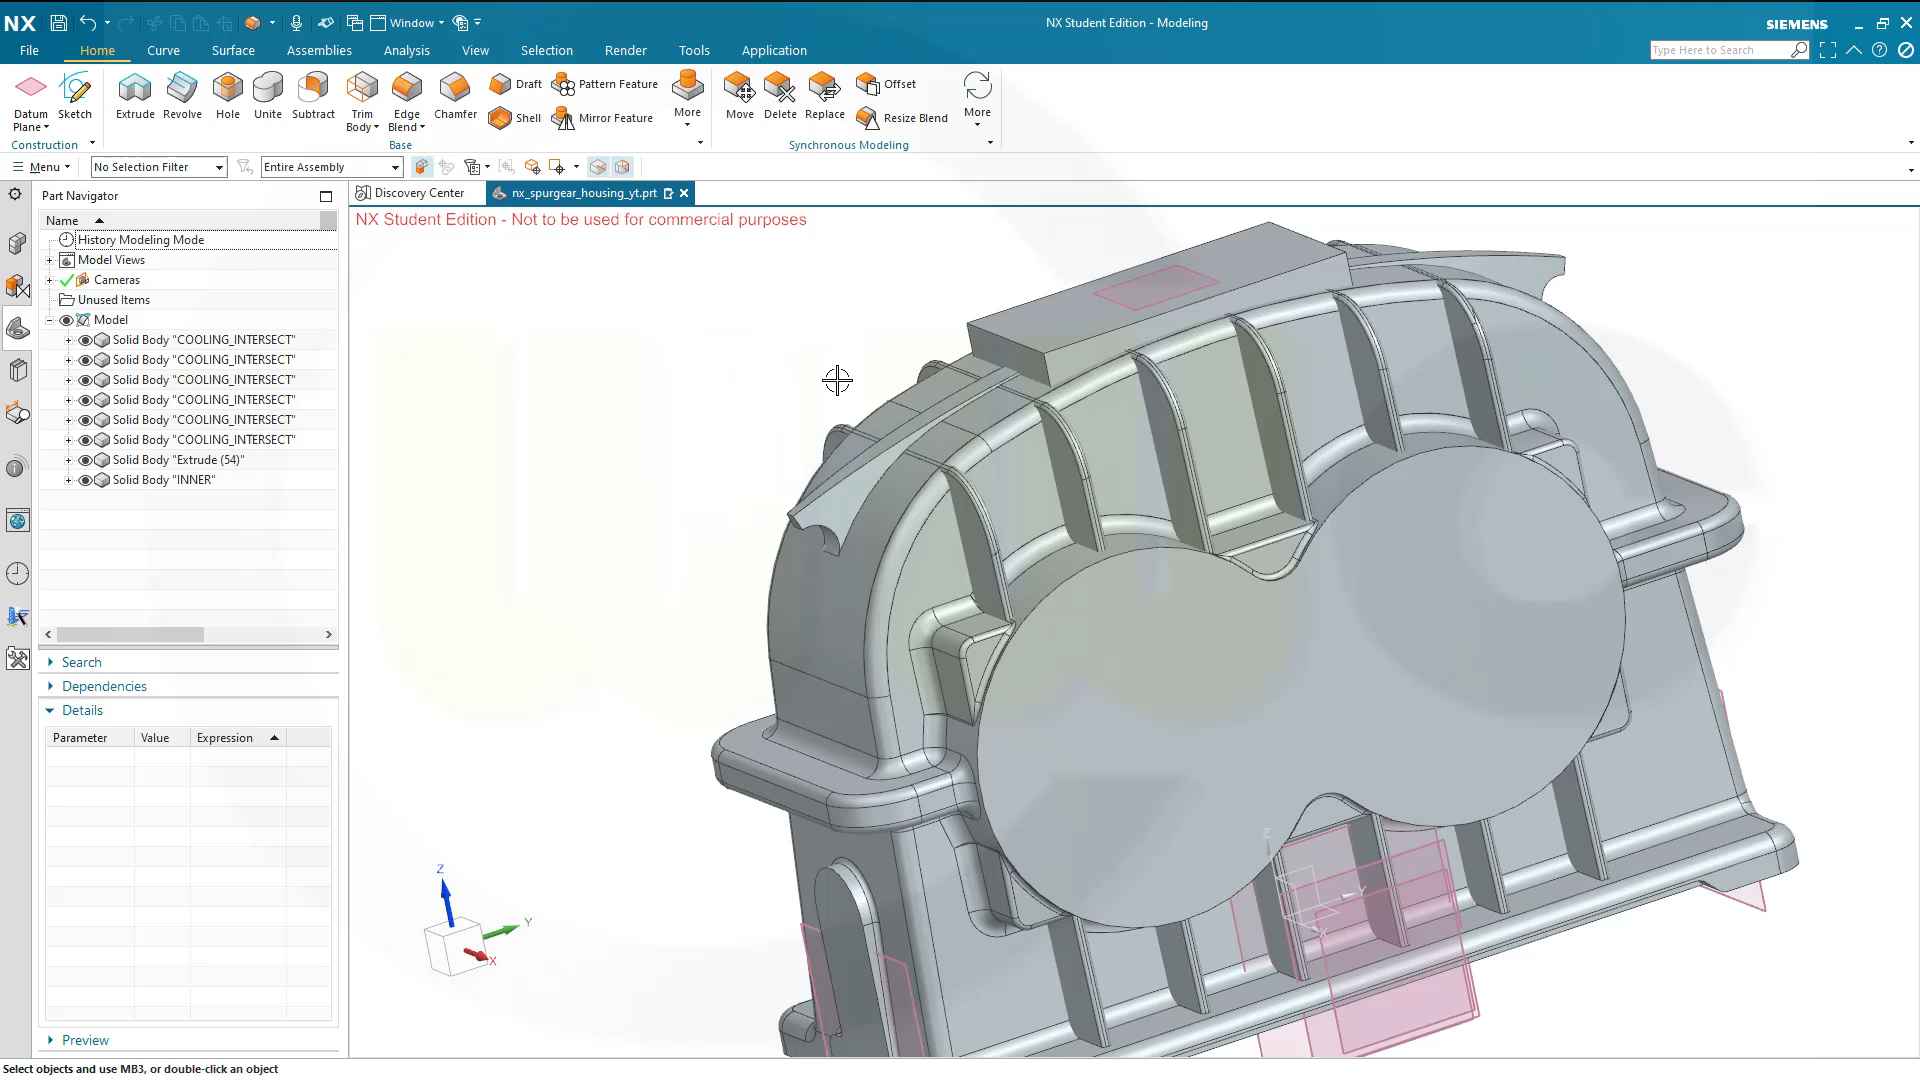 NX
Window
NX Student Edition - Modeling
SIEMENS
File
Home
Curve
Surface
Assemblies
Analysis
View
Selection
Render
Tools
Application
Type Here to Search
Datum
Plane
Sketch
Extrude
Revolve
Hole
Unite
Subtract
Trim
Body
Edge
Blend
Chamfer
Draft
Shell
Pattern Feature
Mirror Feature
More
Move
Delete
Replace
Offset
Resize Blend
More
Construction
Base
Synchronous Modeling
Menu
No Selection Filter
Entire Assembly
Part Navigator
Discovery Center
nx_spurgear_housing_yt.prt
Name
NX Student Edition - Not to be used for commercial purposes
History Modeling Mode
Model Views
Cameras
Unused Items
Model
Solid Body "COOLING_INTERSECT"
Solid Body "COOLING_INTERSECT"
Solid Body "COOLING_INTERSECT"
Solid Body "COOLING_INTERSECT"
Solid Body "COOLING_INTERSECT"
Solid Body "COOLING_INTERSECT"
Solid Body "Extrude (54)"
Solid Body "INNER"
Search
Dependencies
Details
Parameter
Value
Expression
Preview
Z
Y
X
Z
Y
X
Select objects and use MB3, or double-click an object